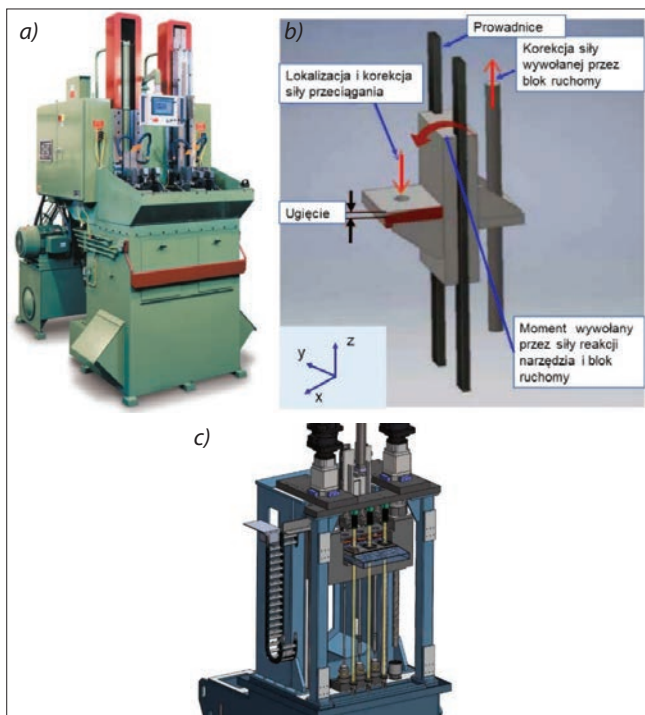 a)
b)
Prowadnice
Korekcja siły
wywołanej przez
blok ruchomy
Lokalizacja i korekcja
siły przeciągania
Ugięcie
Moment wywołany
przez siły reakcji
narzędzia i blok
ruchomy
z
y
x
c)